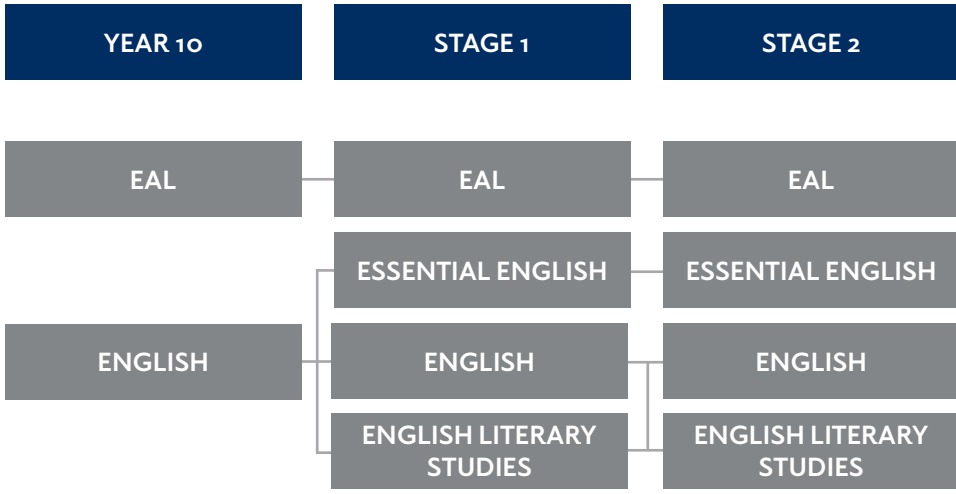 YEAR 10
STAGE 1
STAGE 2
EAL
EAL
EAL
ESSENTIAL ENGLISH
ESSENTIAL ENGLISH
ENGLISH
ENGLISH
ENGLISH
ENGLISH LITERARY
STUDIES
ENGLISH LITERARY
STUDIES